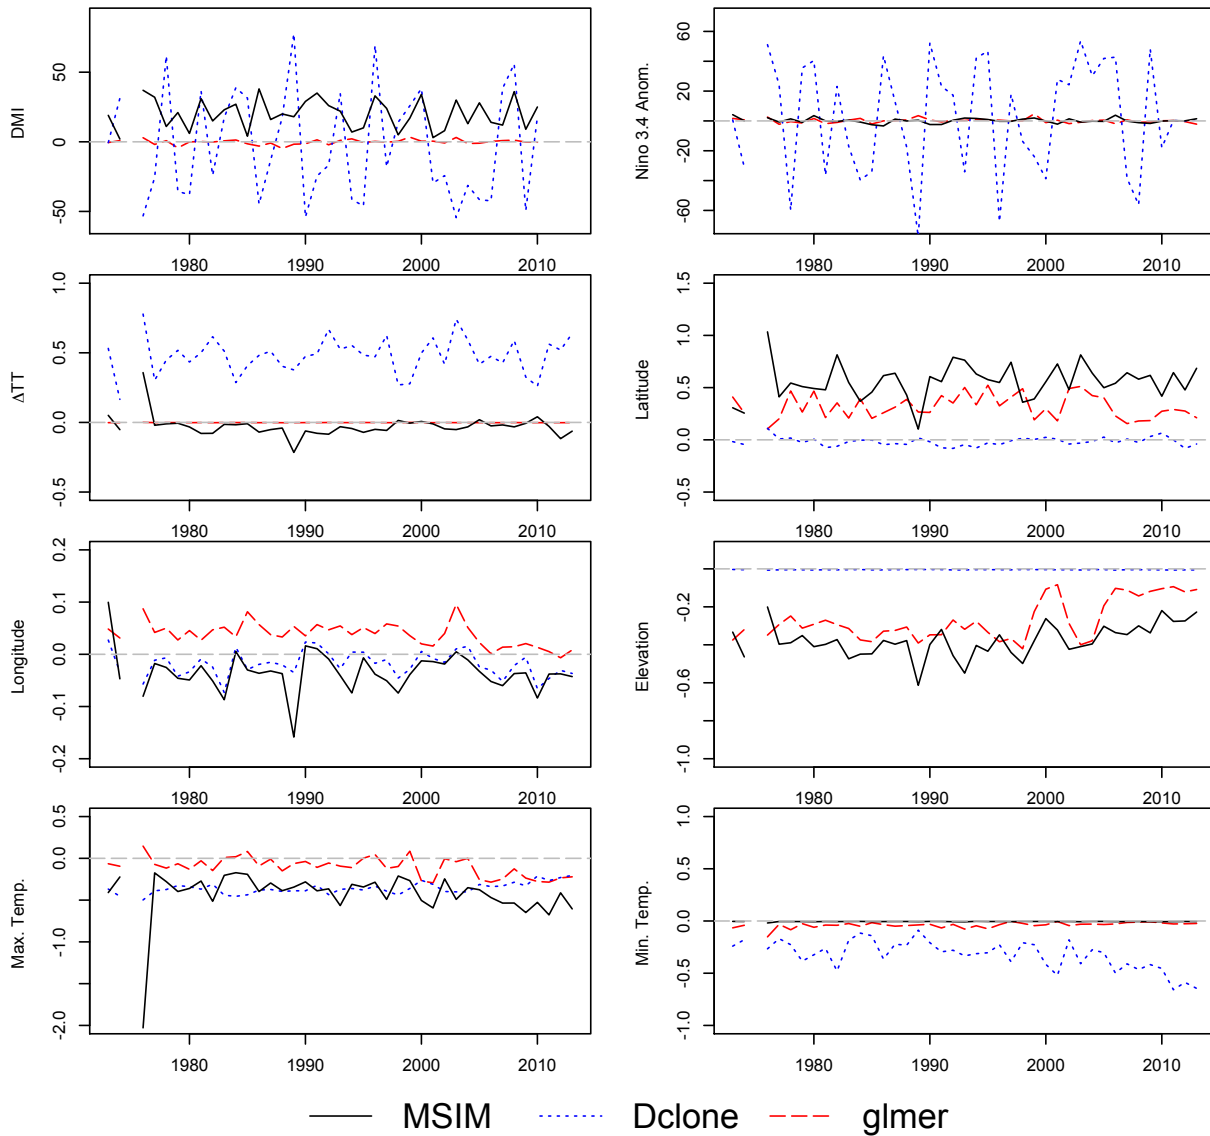 DMI
50
0
-50
1980 1990 2000 2010
Nino 3.4 Anom.
60
20
-20
-60
1980 1990 2000 2010
ΔTT
1.0
0.5
0.0
-0.5
1980 1990 2000 2010
Latitude
1.5
1.0
0.5
0.0
-0.5
1980 1990 2000 2010
Longitude
0.2
0.1
0.0
-0.1
-0.2
1980 1990 2000 2010
Elevation
-0.2
-0.6
-1.0
1980 1990 2000 2010
Max. Temp.
0.5
0.0
-1.0
-2.0
1980 1990 2000 2010
Min. Temp.
1.0
0.5
0.0
-0.5
-1.0
1980 1990 2000 2010
MSIM Dclone glmer